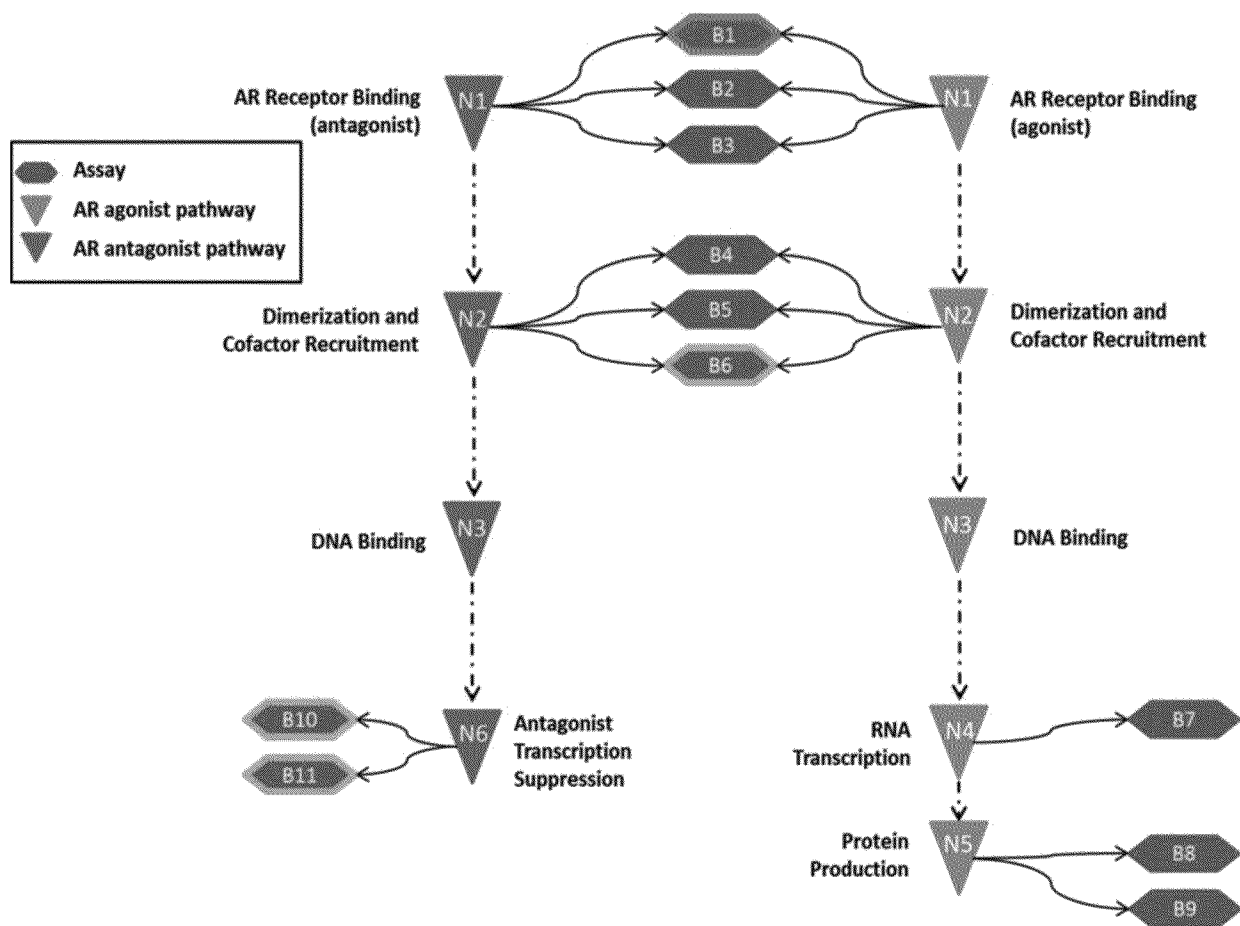 B1
AR Receptor Binding
(antagonist)
N1
B2
N1
AR Receptor Binding
(agonist)
B3
Assay
AR agonist pathway
AR antagonist pathway
B4
Dimerization and
Cofactor Recruitment
N2
B5
N2
Dimerization and
Cofactor Recruitment
B6
DNA Binding
N3
N3
DNA Binding
B10
B11
N6
Antagonist
Transcription
Suppression
RNA
Transcription
N4
B7
Protein
Production
N5
B8
B9